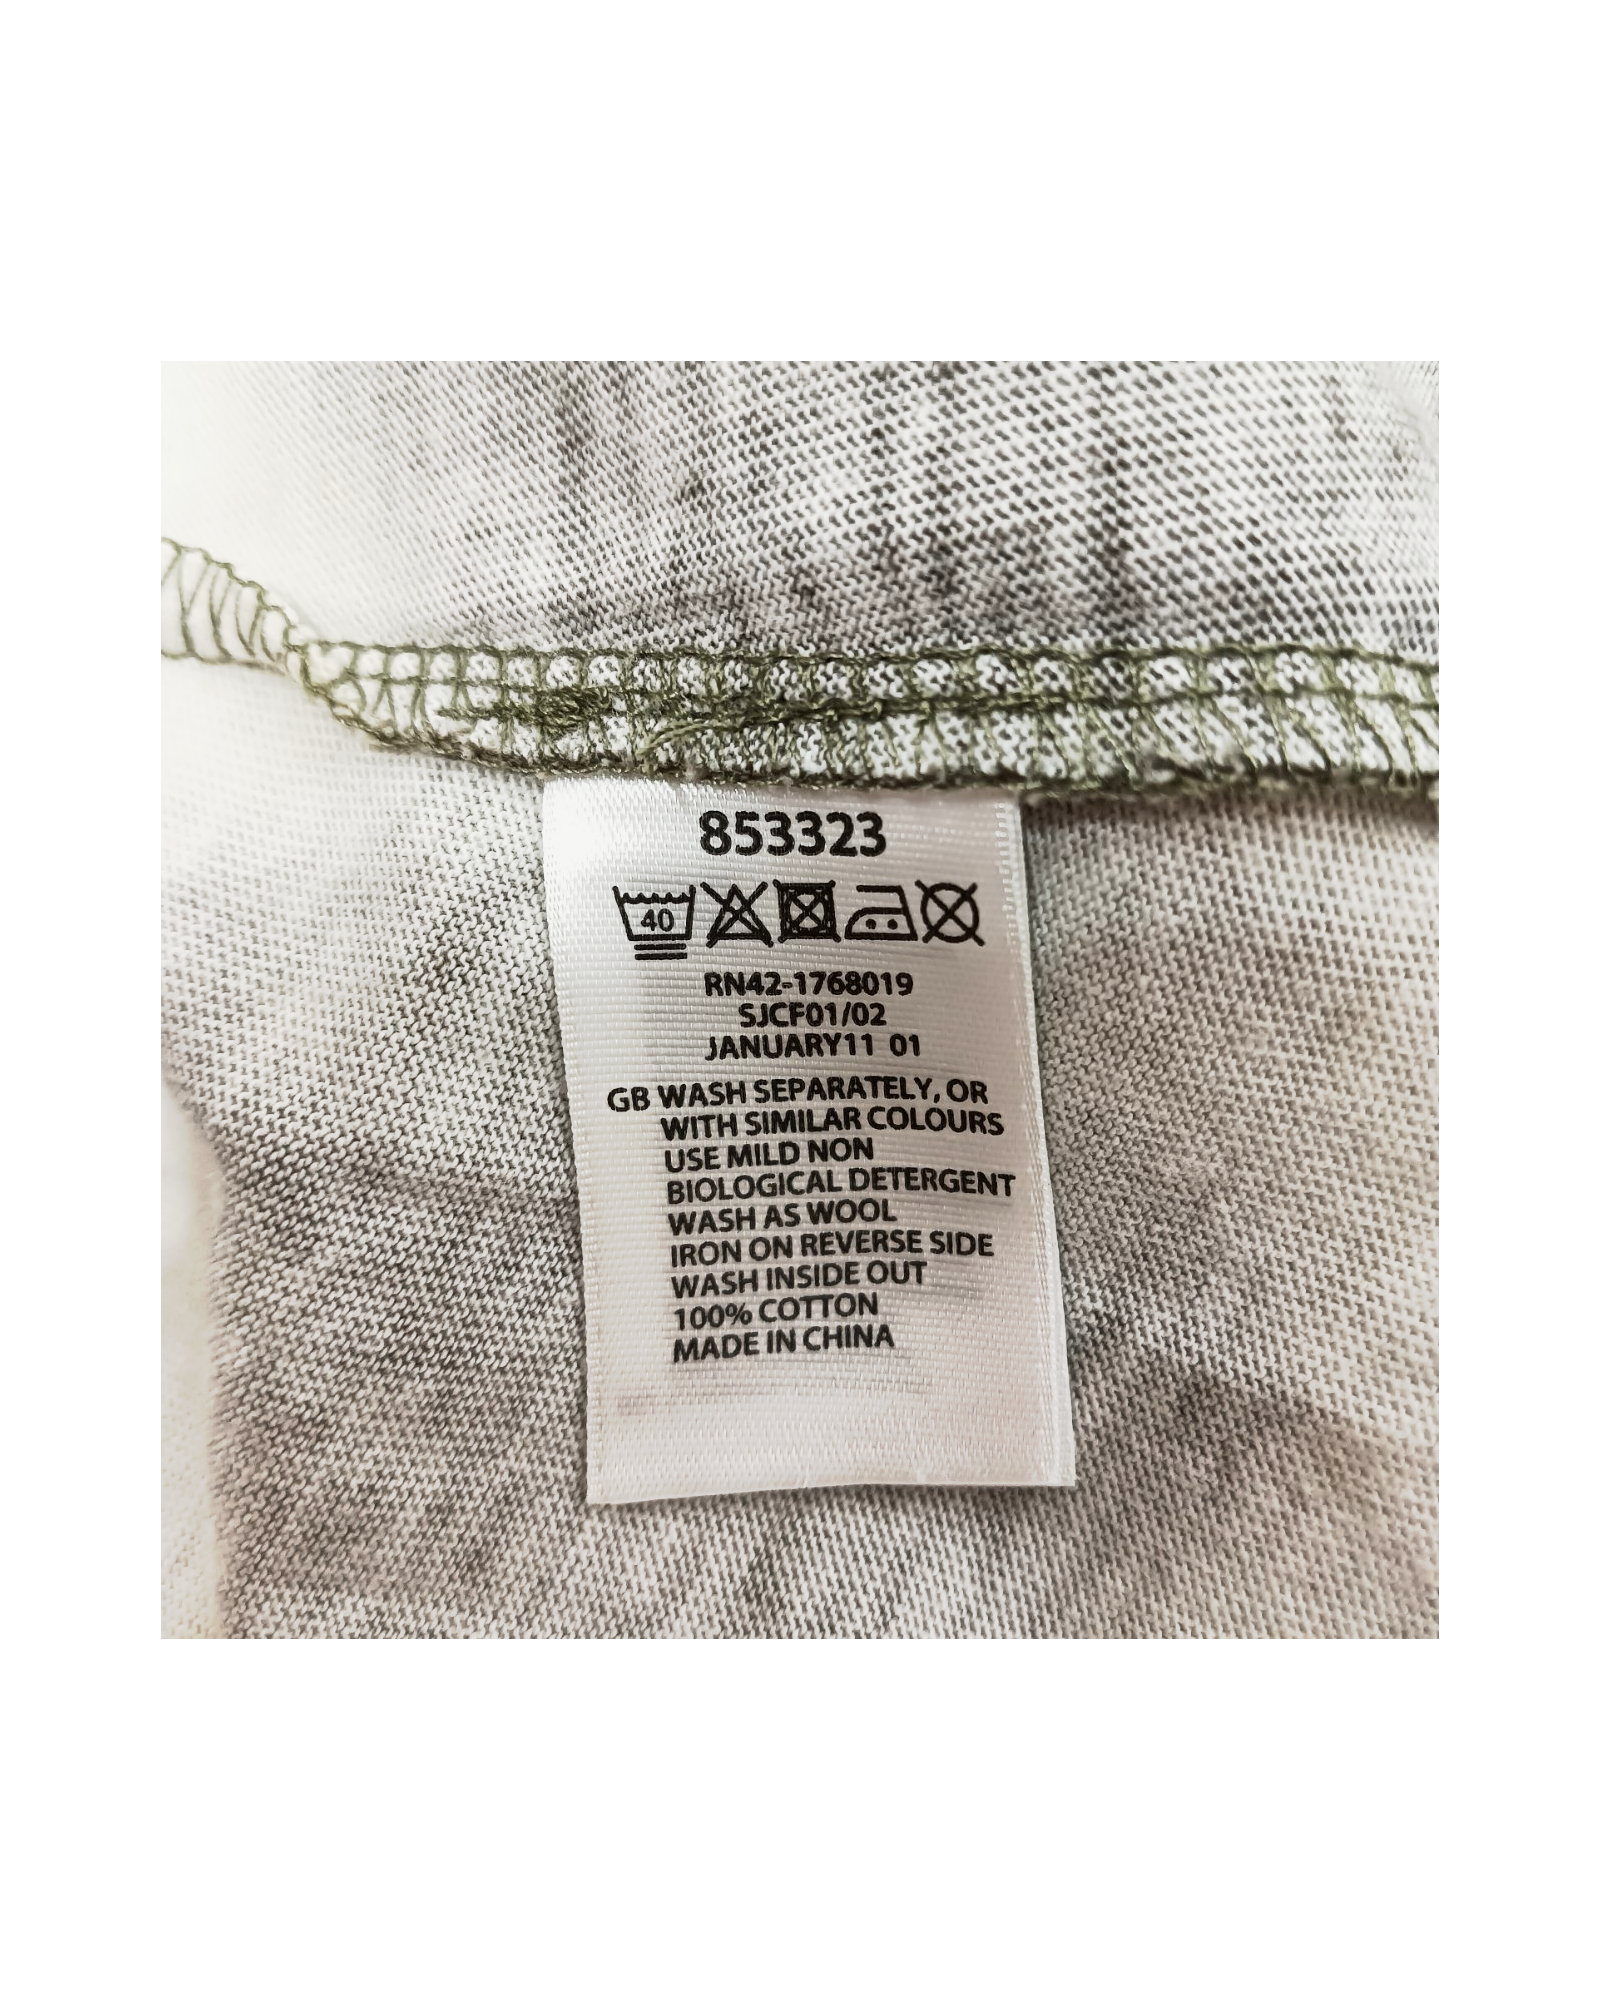 853323
40
RN42-1768019
SJCF01/02
JANUARY11 01
GB WASH SEPARATELY, OR
WITH SIMILAR COLOURS
USE MILD NON
BIOLOGICAL DETERGENT
WASH AS WOOL
IRON ON REVERSE SIDE
WASH INSIDE OUT
100% COTTON
MADE IN CHINA